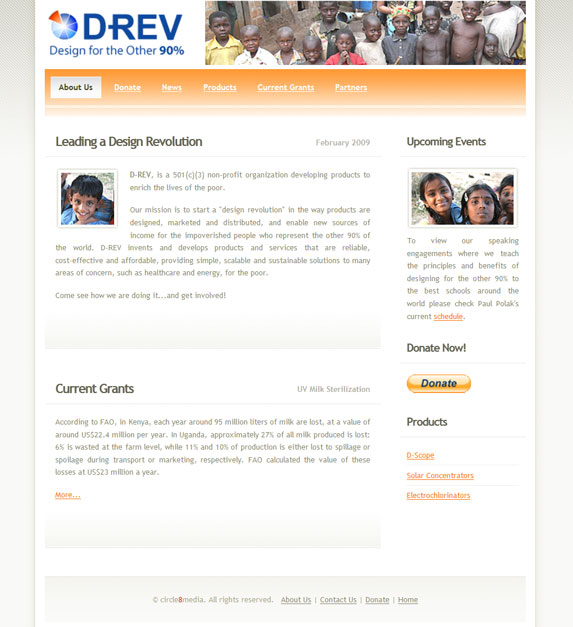 D-REV
Design for the Other 90%
About Us Donate News Products Current Grants Partners
Leading a Design Revolution
February 2009
D-REV, is a 501(c)(3) non-profit organization developing products to
enrich the lives of the poor.
Our mission is to start a "design revolution" in the way products are
designed, marketed and distributed, and enable new sources of
income for the impoverished people who represent the other 90% of
the world. D-REV invents and develops products and services that are reliable,
cost-effective and affordable, providing simple, scalable and sustainable solutions to many
areas of concern, such as healthcare and energy, for the poor.
Come see how we are doing it...and get involved!
Current Grants
UV Milk Sterilization
According to FAO, in Kenya, each year around 95 million liters of milk are lost, at a value of
around US$22.4 million per year. In Uganda, approximately 27% of all milk produced is lost:
6% is wasted at the farm level, while 11% and 10% of production is either lost to spillage or
spoilage during transport or marketing, respectively. FAO calculated the value of these
losses at US$23 million a year.
More...
Upcoming Events
To view our speaking
engagements where we teach
the principles and benefits of
designing for the other 90% to
the best schools around the
world please check Paul Polak's
current schedule.
Donate Now!
Donate
Products
D-Scope
Solar Concentrators
Electrochlorinators
© circle8media. All rights reserved. About Us | Contact Us | Donate | Home